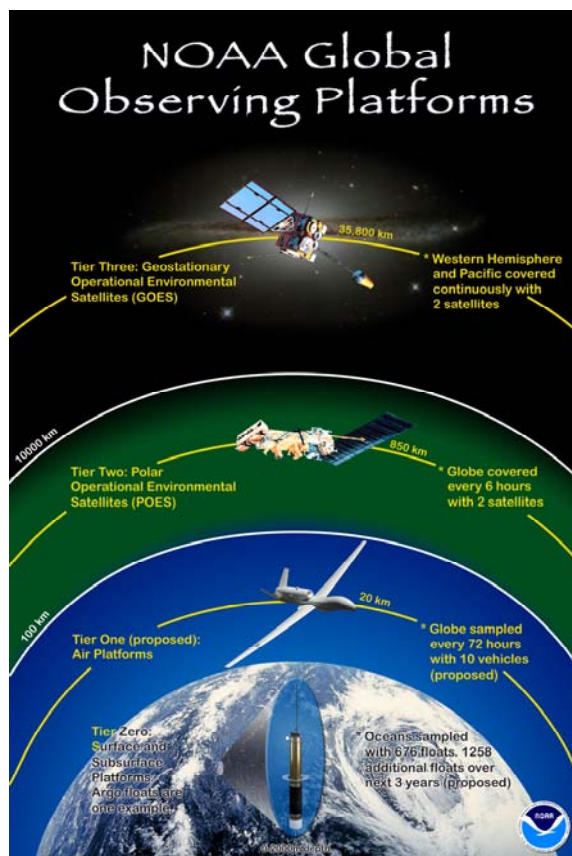 NOAA Global
Observing Platforms
35,800 km
Tier Three: Geostationary
Operational Environmental
Satellites (GOES)
* Western Hemisphere
and Pacific covered
continuously with
2 satellites
10000 km
850 km
Tier Two: Polar
Operational Environmental
Satellites (POES)
* Globe covered
every 6 hours
with 2 satellites
100 km
20 km
Tier One (proposed):
Air Platforms
* Globe sampled
every 72 hours
with 10 vehicles
(proposed)
Tier Zero:
Surface and
Subsurface
Platforms
Argo floats are
one example.
* Oceans sampled
with 676 floats. 1258
additional floats over
next 3 years (proposed)
depth
NOAA